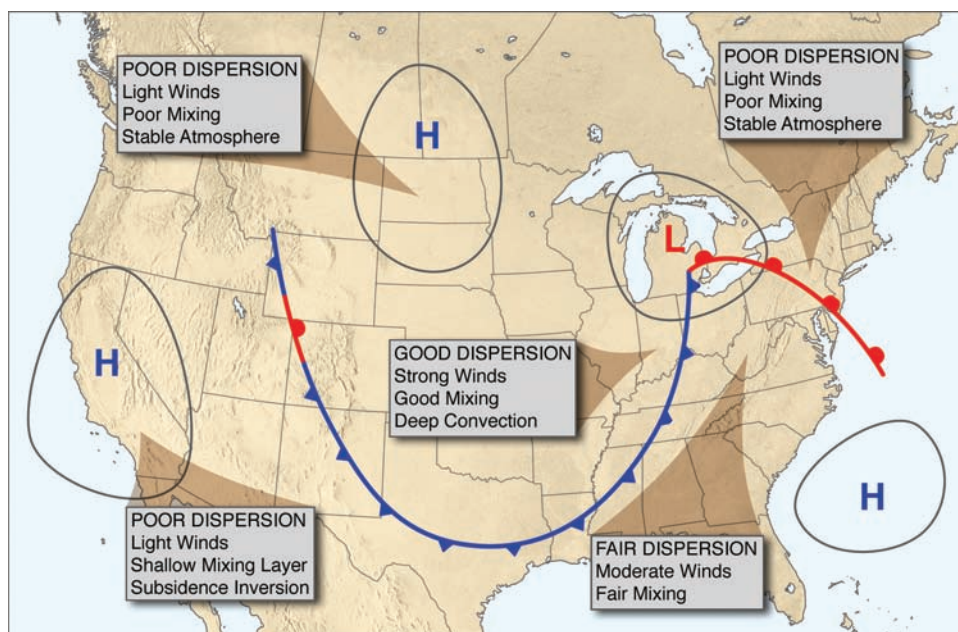 POOR DISPERSION
Light Winds
Poor Mixing
Stable Atmosphere
POOR DISPERSION
Light Winds
Poor Mixing
Stable Atmosphere
H
L
H
GOOD DISPERSION
Strong Winds
Good Mixing
Deep Convection
H
POOR DISPERSION
Light Winds
Shallow Mixing Layer
Subsidence Inversion
FAIR DISPERSION
Moderate Winds
Fair Mixing